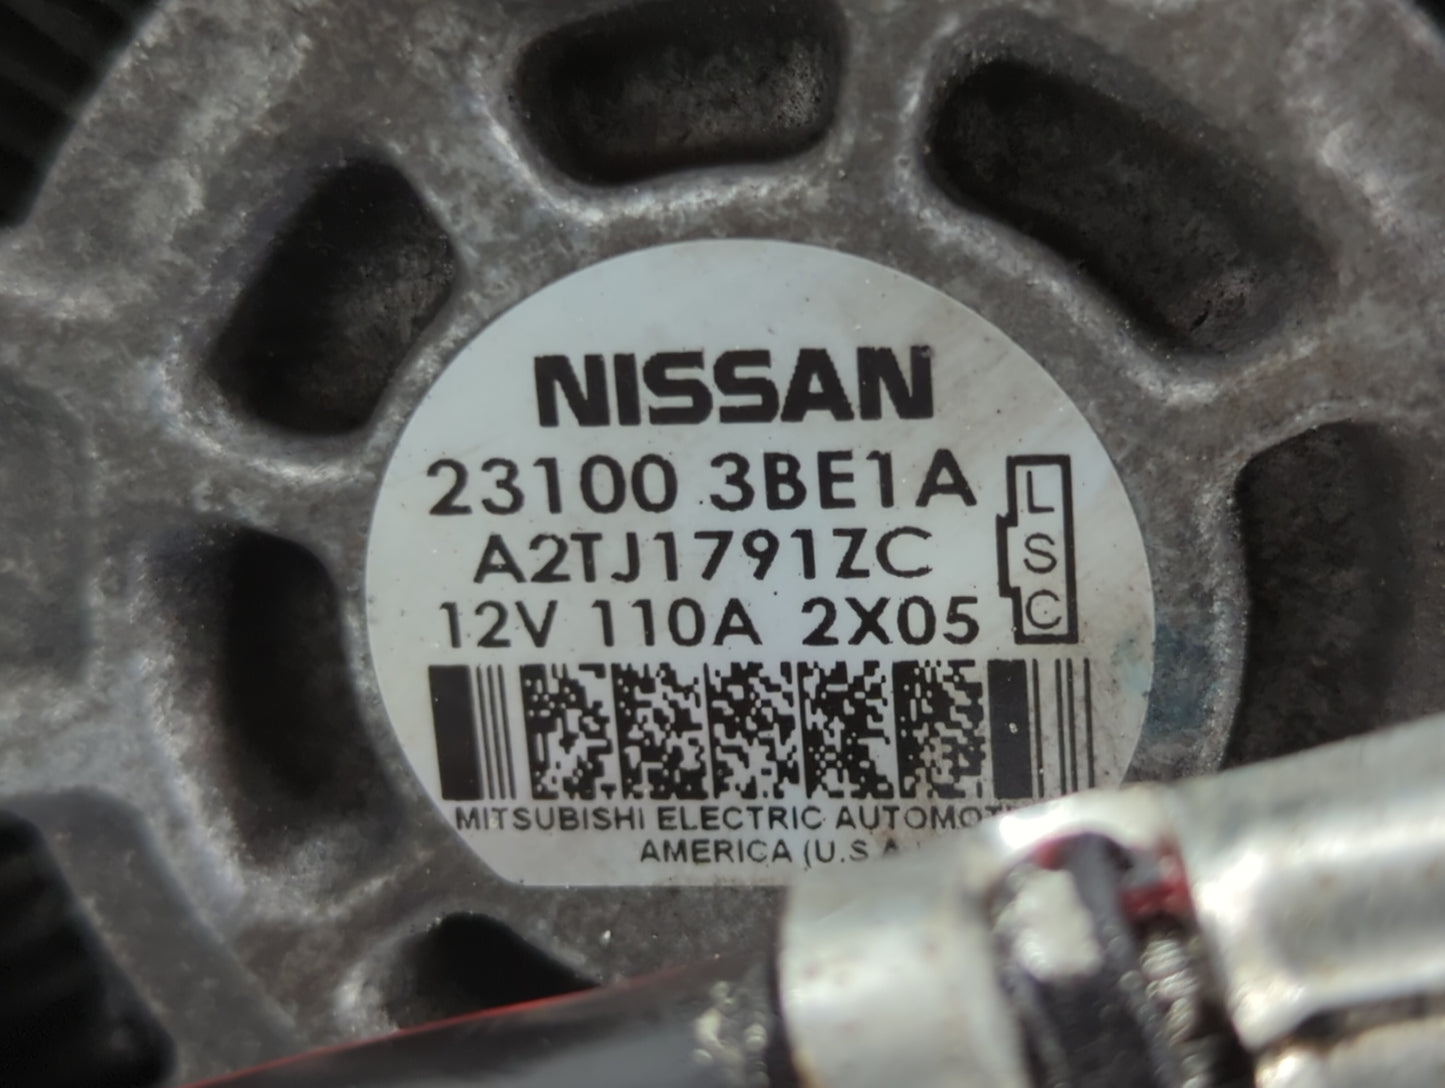 NISSAN
23100 3BE1A
A2TJ1791ZC
12V 110A 2X05
L
S
C
MITSUBISHI ELECTRIC
AMERICA (U.S.A.)